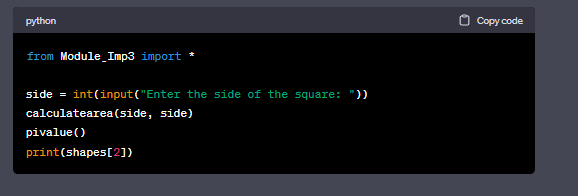 python
Copy code
from Module_Imp3 import *
side = int(input("Enter the side of the square: "))
calculatearea(side, side)
pivalue()
print(shapes[2])